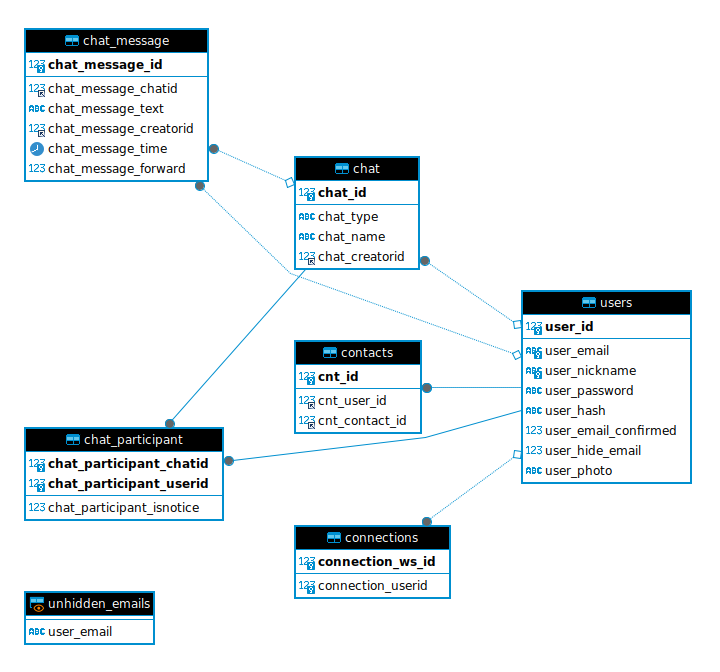 chat_message
123 chat_message_id
123 chat_message_chatid
ABC chat_message_text
123 chat_message_creatorid
chat_message_time
123 chat_message_forward
chat
123 chat_id
ABC chat_type
ABC chat_name
123 chat_creatorid
users
123 user_id
ABC user_email
ABC user_nickname
ABC user_password
ABC user_hash
123 user_email_confirmed
123 user_hide_email
ABC user_photo
contacts
123 cnt_id
123 cnt_user_id
123 cnt_contact_id
chat_participant
123 chat_participant_chatid
123 chat_participant_userid
123 chat_participant_isnotice
connections
123 connection_ws_id
123 connection_userid
unhidden_emails
ABC user_email